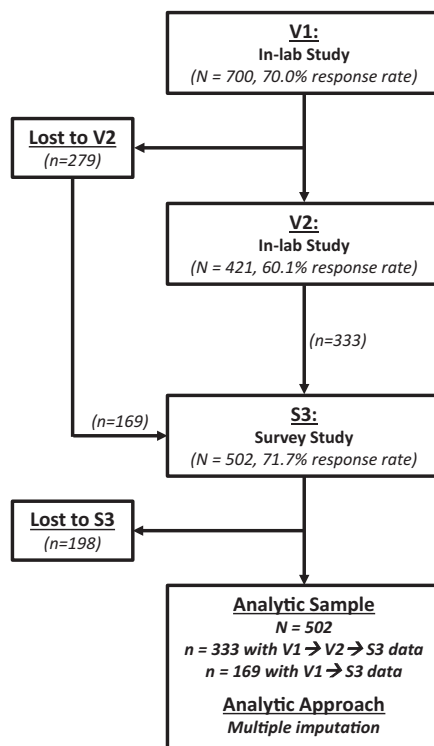 V1:
In-lab Study
(N = 700, 70.0% response rate)
Lost to V2
(n=279)
V2:
In-lab Study
(N = 421, 60.1% response rate)
(n=333)
(n=169)
S3:
Survey Study
(N = 502, 71.7% response rate)
Lost to S3
(n=198)
Analytic Sample
N = 502
n = 333 with V1→V2→S3 data
n = 169 with V1→S3 data
Analytic Approach
Multiple imputation